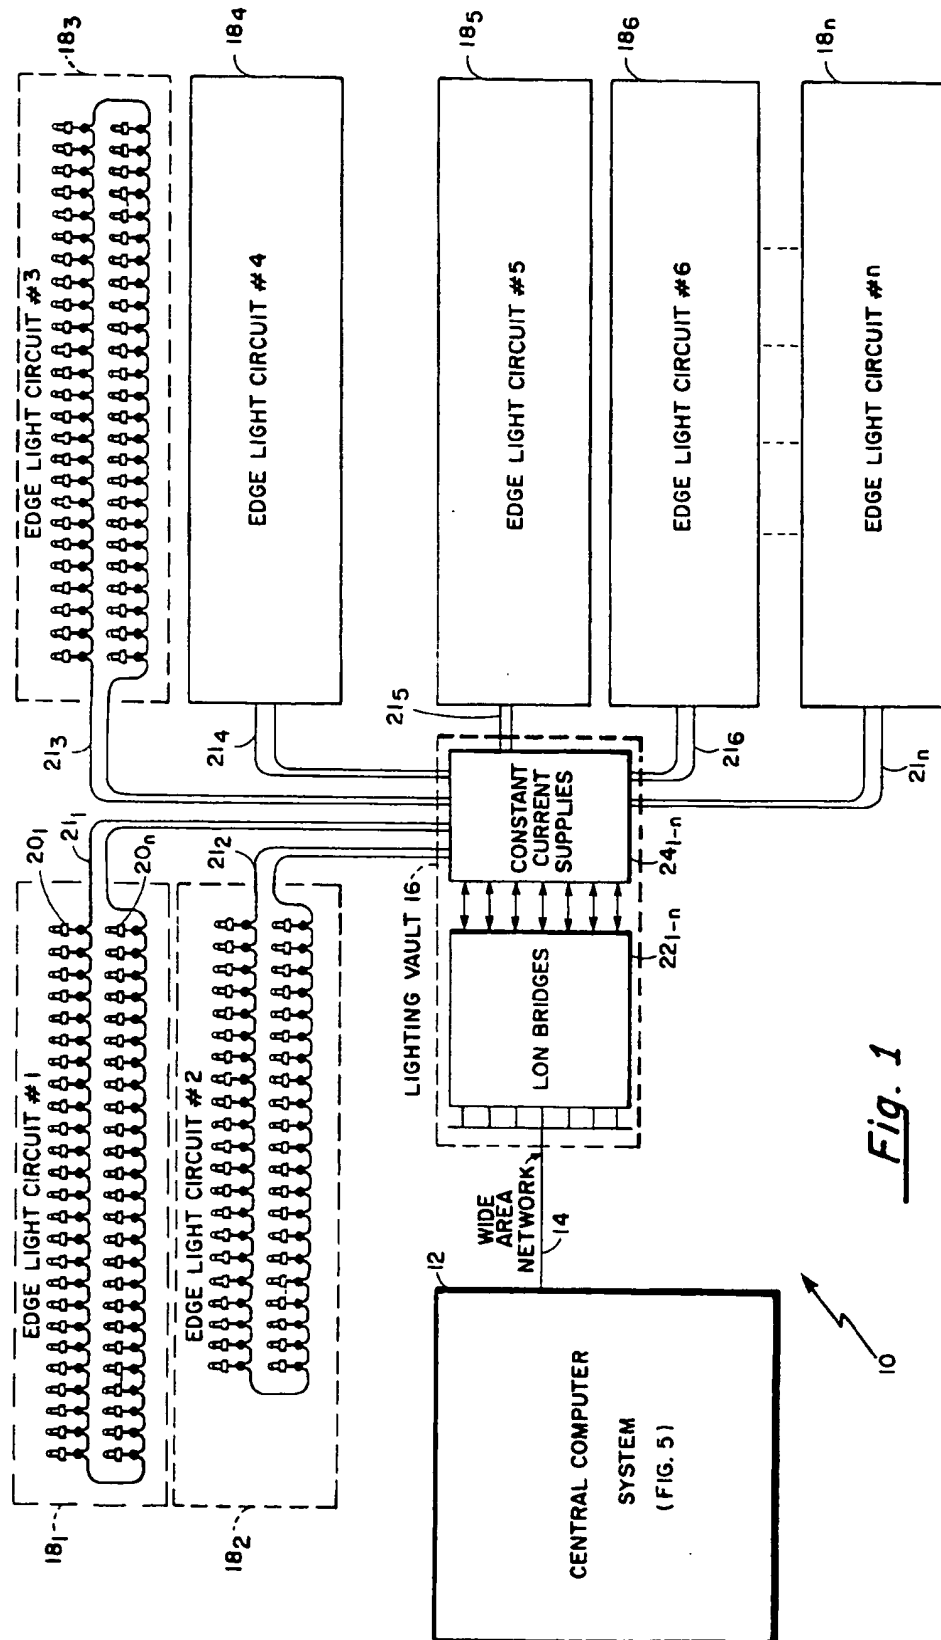 18₁
EDGE LIGHT CIRCUIT #1
20₁
20ₙ
21₁
18₂
EDGE LIGHT CIRCUIT #2
21₂
21₃
EDGE LIGHT CIRCUIT #3
18₃
21₄
EDGE LIGHT CIRCUIT #4
18₄
LIGHTING VAULT 16
21₅
EDGE LIGHT CIRCUIT #5
18₅
12
WIDE
AREA
NETWORK
14
LON BRIDGES
22₁₋ₙ
CONSTANT
CURRENT
SUPPLIES
24₁₋ₙ
21₆
EDGE LIGHT CIRCUIT #6
18₆
CENTRAL COMPUTER
SYSTEM
(FIG. 5)
21ₙ
EDGE LIGHT CIRCUIT #n
18ₙ
10
Fig. 1